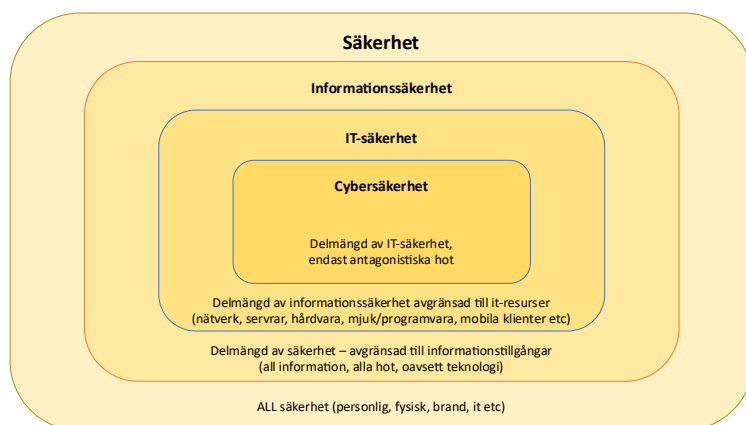 Säkerhet
Informationssäkerhet
IT-säkerhet
Cybersäkerhet
Delmängd av IT-säkerhet,
endast antagonistiska hot
Delmängd av informationssäkerhet avgränsad till it-resurser
(nätverk, servrar, hårdvara, mjuk/programvara, mobila klienter etc)
Delmängd av säkerhet – avgränsad till informationstillgångar
(all information, alla hot, oavsett teknologi)
ALL säkerhet (personlig, fysisk, brand, it etc)